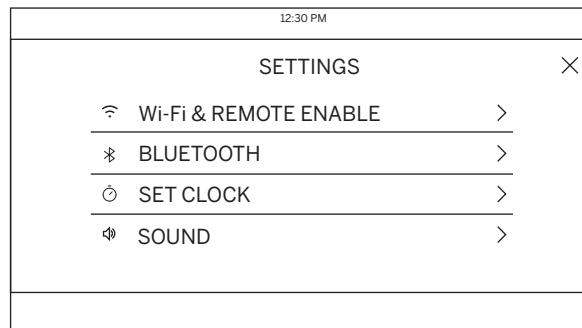 12:30 PM
SETTINGS
Wi-Fi & REMOTE ENABLE
BLUETOOTH
SET CLOCK
SOUND